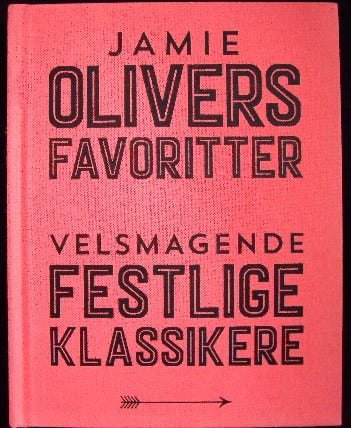 JAMIE
OLIVERS
FAVORITTER
VELSMAGENDE
FESTLIGE
KLASSIKERE